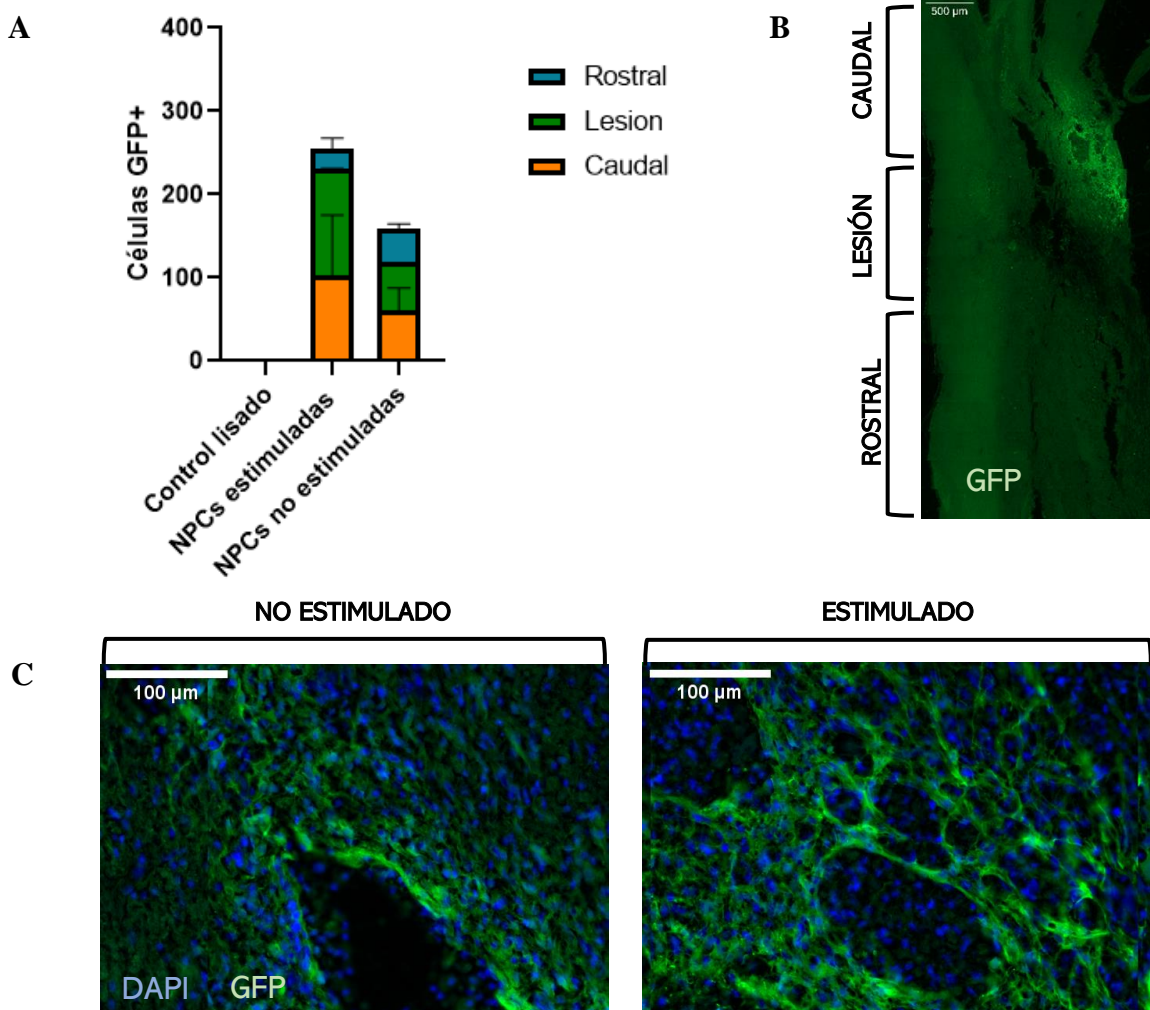 A
Células GFP+
400
300
200
100
0
Control lisado
NPCs estimuladas
NPCs no estimuladas
Rostral
Lesion
Caudal
B
CAUDAL
LESIÓN
ROSTRAL
500 µm
GFP
C
NO ESTIMULADO
100 µm
DAPI GFP
ESTIMULADO
100 µm